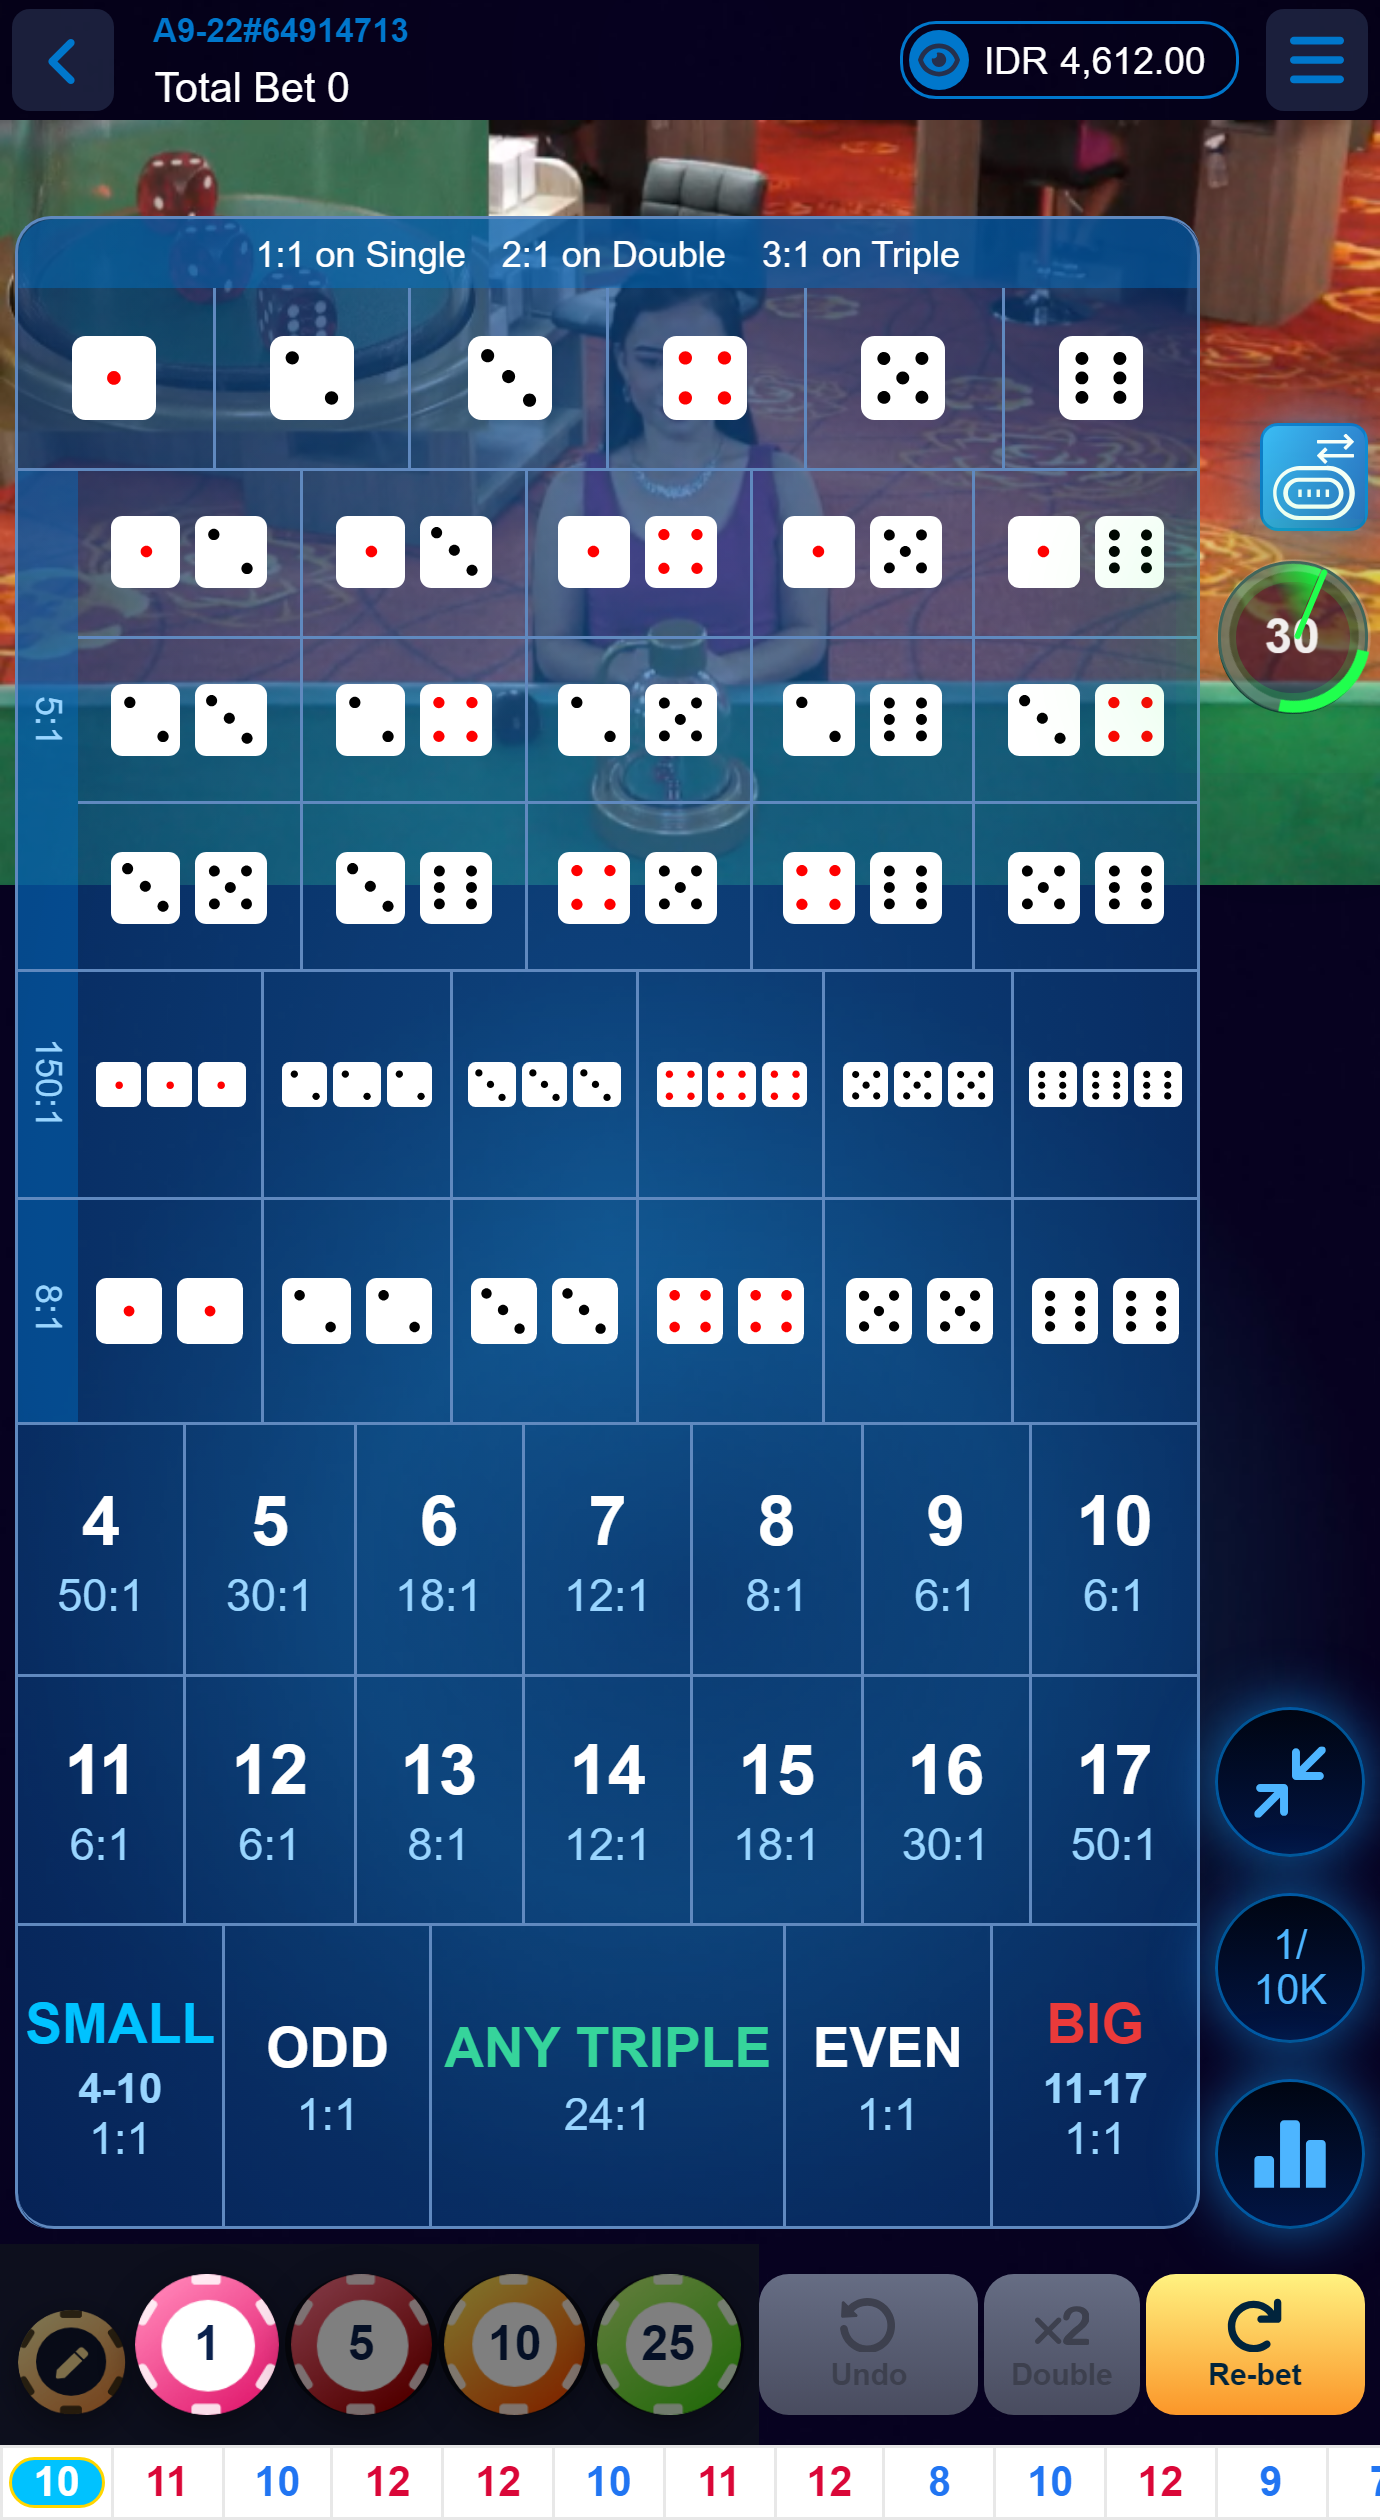 A9-22#64914713
Total Bet 0
IDR 4,612.00
1:1 on Single 2:1 on Double 3:1 on Triple
30
5:1
150:1
8:1
4 5 6 7 8 9 10
50:1 30:1 18:1 12:1 8:1 6:1 6:1
11 12 13 14 15 16 17
6:1 6:1 8:1 12:1 18:1 30:1 50:1
SMALL
4-10
1:1
ODD
1:1
ANY TRIPLE
24:1
EVEN
1:1
BIG
11-17
1:1
1/
10K
1 5 10 25
Undo
x2
Double
Re-bet
10 11 10 12 12 10 11 12 8 10 12 9